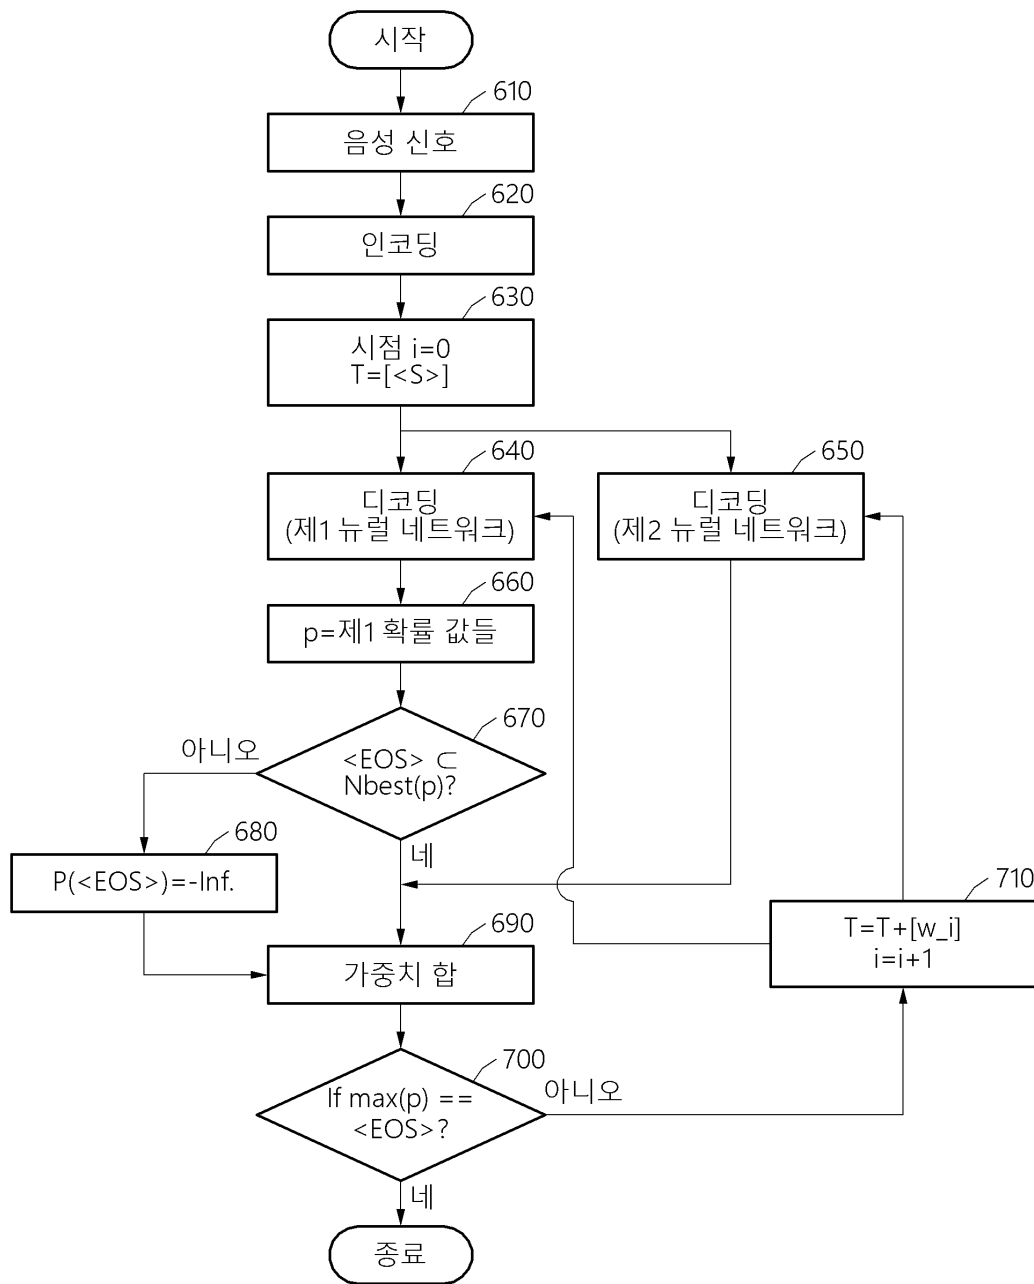 시작
610
음성 신호
620
인코딩
630
시점 i=0
T=[<S>]
640
디코딩
(제1 뉴럴 네트워크)
650
디코딩
(제2 뉴럴 네트워크)
660
p=제1 확률 값들
670
<EOS> ⊂
Nbest(p)?
아니오
네
680
P(<EOS>)=-Inf.
710
T=T+[w_i]
i=i+1
690
가중치 합
700
If max(p) ==
<EOS>?
아니오
네
종료